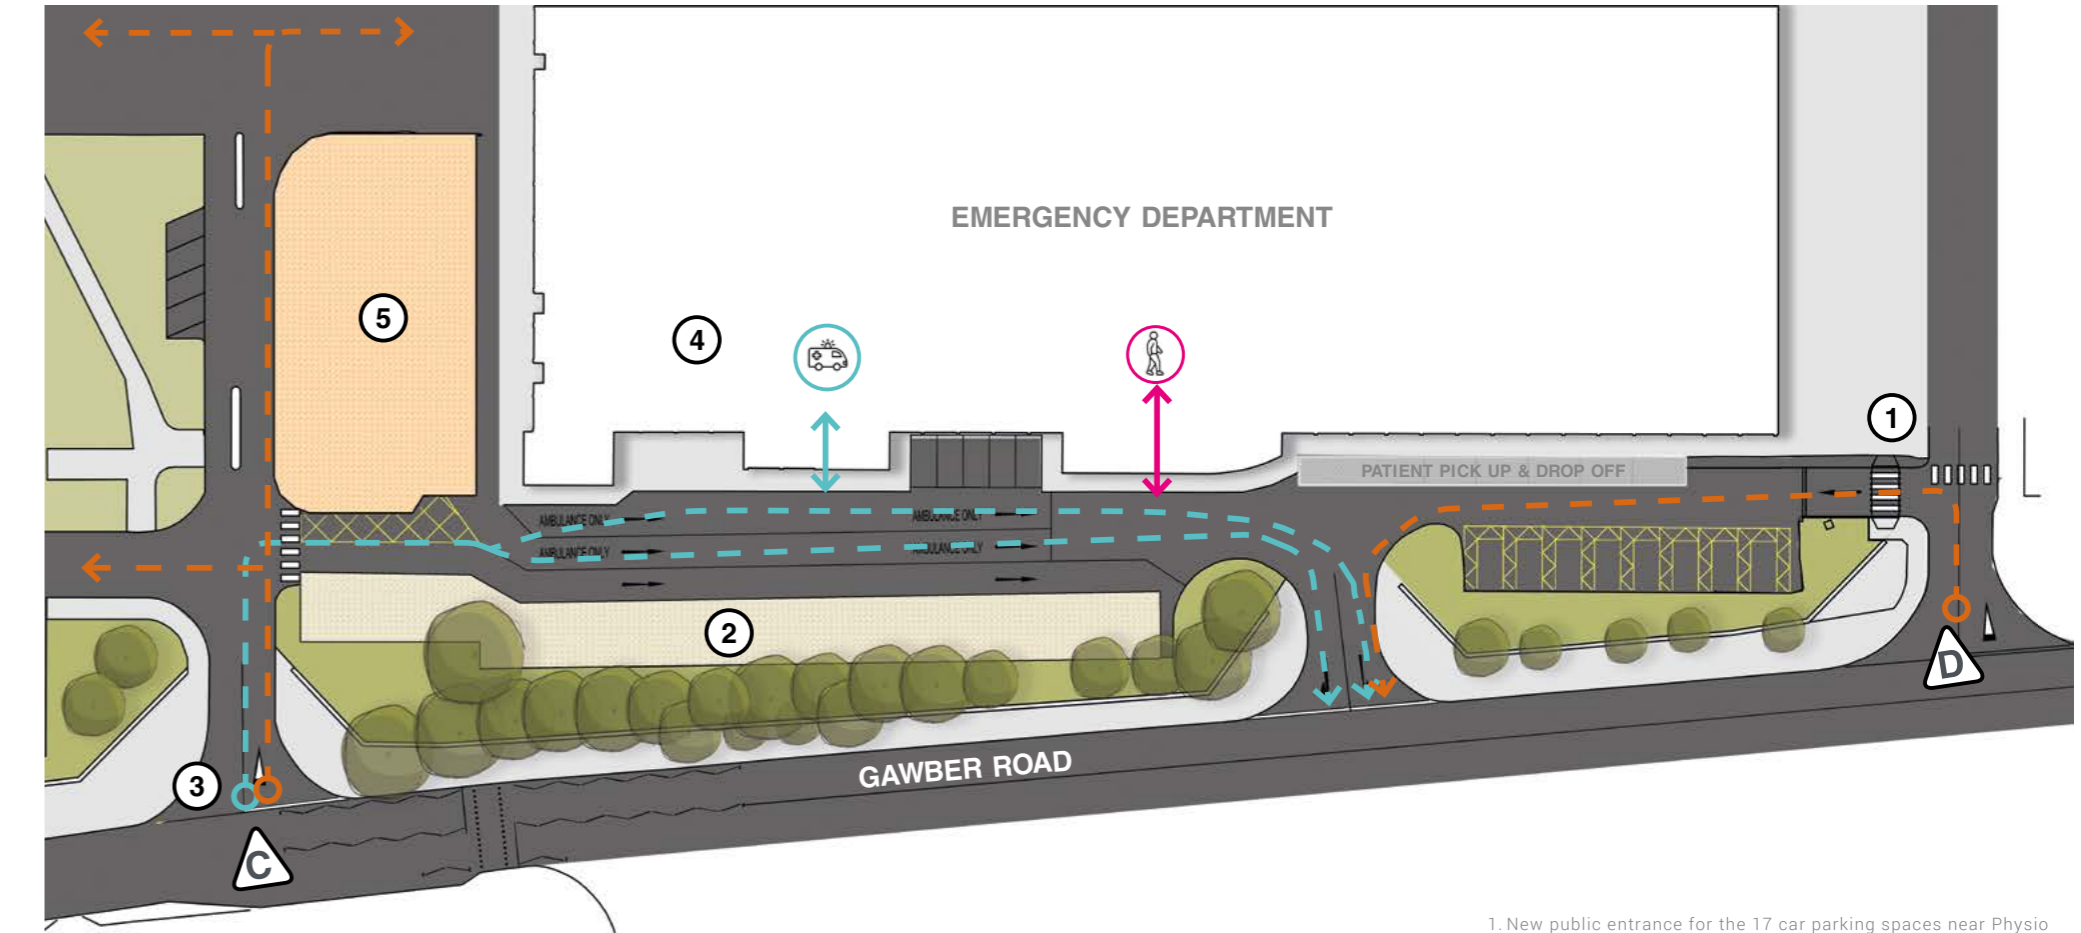 EMERGENCY DEPARTMENT
5
4
1
PATIENT PICK UP & DROP OFF
AMBULANCE ONLY
AMBULANCE ONLY
AMBULANCE ONLY
AMBULANCE ONLY
2
D
GAWBER ROAD
3
C
1. New public entrance for the 17 car parking spaces near Physio